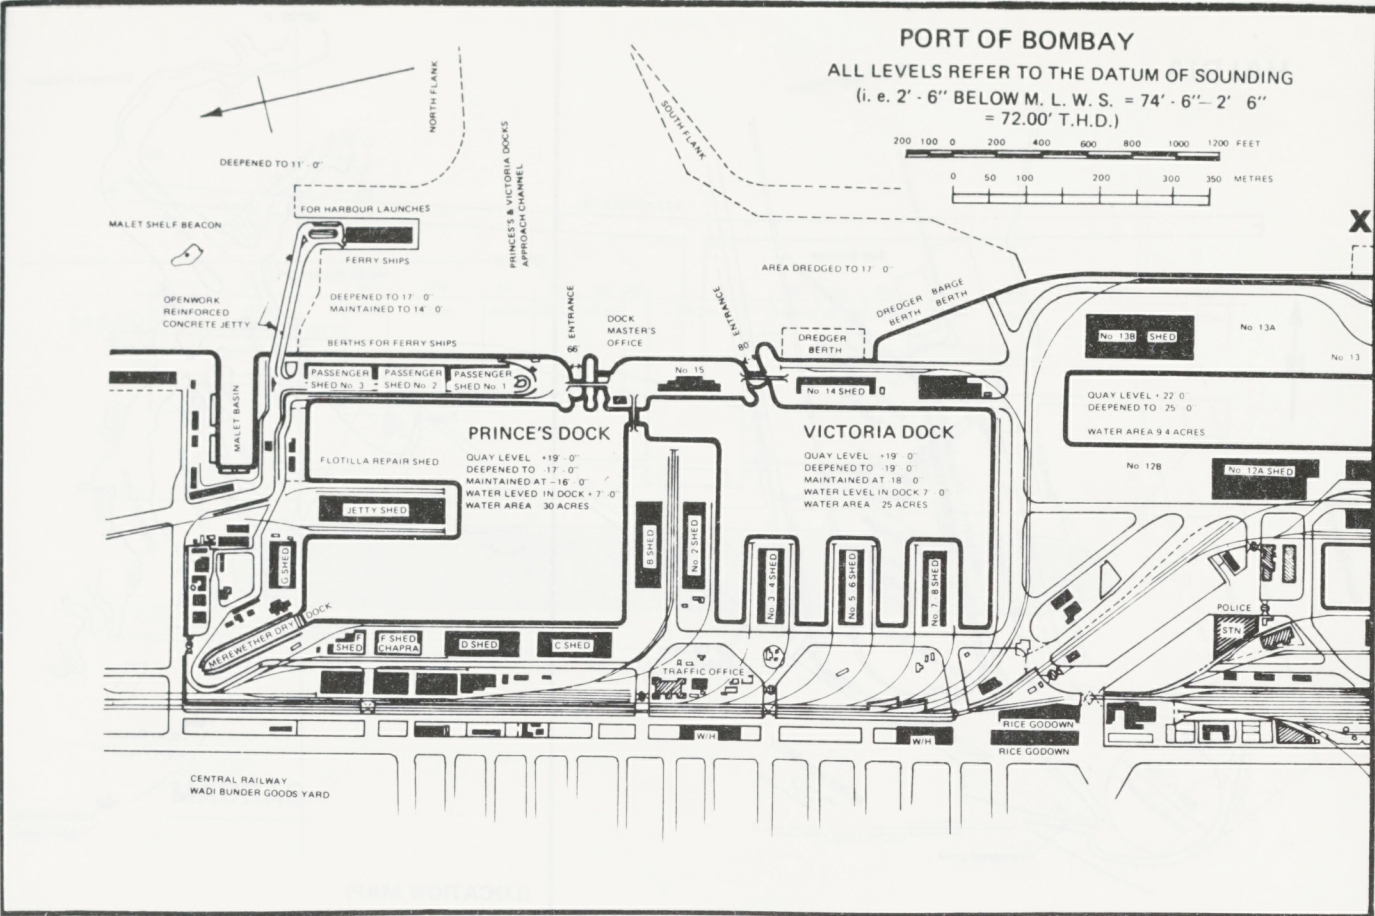 PORT OF BOMBAY
ALL LEVELS REFER TO THE DATUM OF SOUNDING
(i. e. 2' - 6" BELOW M. L. W. S. = 74' - 6"— 2' 6"
= 72.00' T.H.D.)
200 100 0 200 400 600 800 1000 1200 FEET
0 50 100 200 300 350 METRES
NORTH FLANK
SOUTH FLANK
PRINCES'S & VICTORIA DOCKS
APPROACH CHANNEL
DEEPENED TO 11' - 0"
FOR HARBOUR LAUNCHES
MALET SHELF BEACON
FERRY SHIPS
X
AREA DREDGED TO 17' 0"
OPENWORK
REINFORCED
CONCRETE JETTY
DEEPENED TO 17' 0"
MAINTAINED TO 14' 0'
BERTHS FOR FERRY SHIPS
ENTRANCE
66'
DOCK
MASTER'S
OFFICE
ENTRANCE
80'
DREDGER
BERTH
DREDGER BARGE
BERTH BERTH
No. 13B SHED
No. 13A
No. 13
PASSENGER
SHED No. 3
PASSENGER
SHED No. 2
PASSENGER
SHED No. 1
No. 15
No. 14 SHED
MALET BASIN
QUAY LEVEL + 22' 0"
DEEPENED TO 25' 0"
WATER AREA 9 4 ACRES
PRINCE'S DOCK
QUAY LEVEL +19' - 0"
DEEPENED TO -17' - 0"
MAINTAINED AT —16' - 0"
WATER LEVED IN DOCK + 7' -0"
WATER AREA 30 ACRES
VICTORIA DOCK
QUAY LEVEL +19' 0"
DEEPENED TO -19' 0"
MAINTAINED AT 18' 0"
WATER LEVEL IN DOCK 7' 0"
WATER AREA 25 ACRES
FLOTILLA REPAIR SHED
No. 12B
No. 12A SHED
JETTY SHED
G SHED
B SHED
No. 2 SHED
No. 3 4 SHED
No. 5 6 SHED
No. 7 8 SHED
MEREWETHER DRY DOCK
F
SHED
F SHED
CHAPRA
D SHED
C SHED
POLICE
STN
TRAFFIC OFFICE
W/H
W/H
RICE GODOWN
RICE GODOWN
CENTRAL RAILWAY
WADI BUNDER GOODS YARD